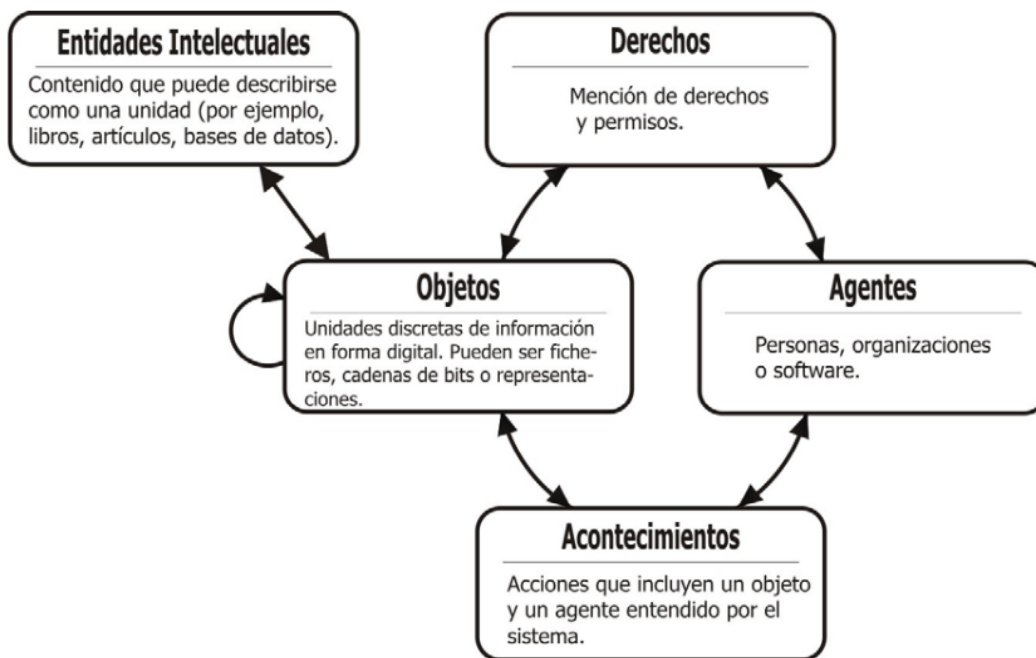 Entidades Intelectuales
Contenido que puede describirse
como una unidad (por ejemplo,
libros, artículos, bases de datos).
Derechos
Mención de derechos
y permisos.
Objetos
Unidades discretas de información
en forma digital. Pueden ser fiche-
ros, cadenas de bits o representa-
ciones.
Agentes
Personas, organizaciones
o software.
Acontecimientos
Acciones que incluyen un objeto
y un agente entendido por el
sistema.